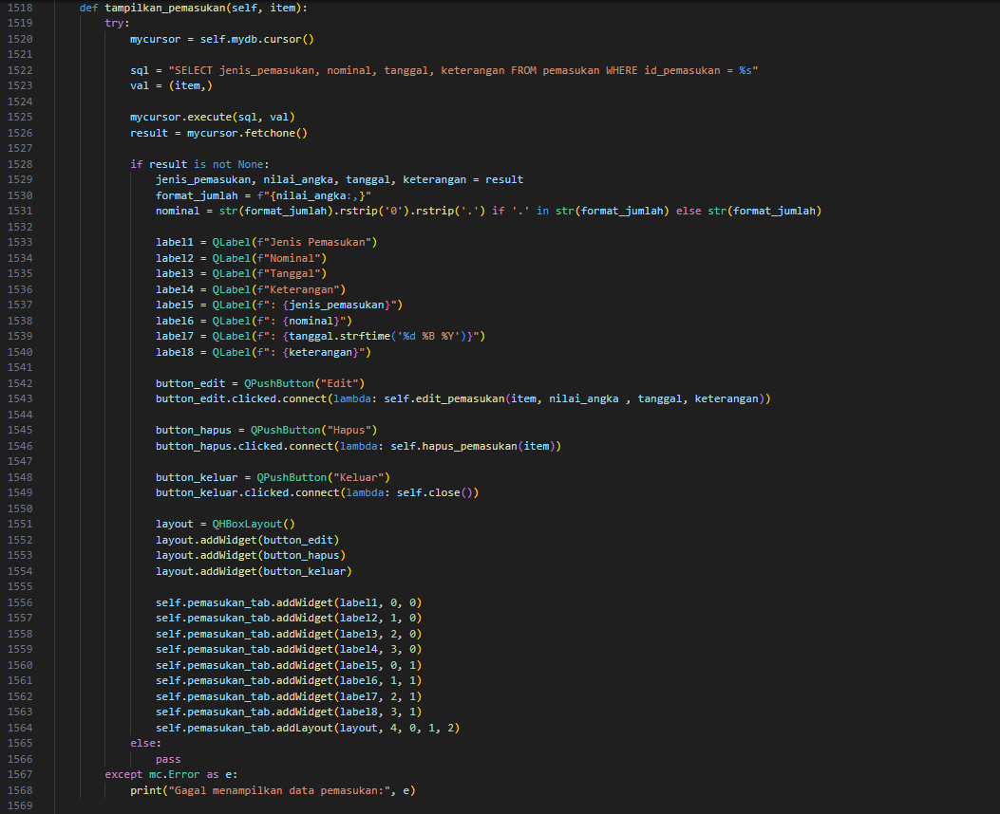 1518 def tampilkan_pemasukan(self, item):
1519 try:
1520 mycursor = self.mydb.cursor()
1521
1522 sql = "SELECT jenis_pemasukan, nominal, tanggal, keterangan FROM pemasukan WHERE id_pemasukan = %s"
1523 val = (item,)
1524
1525 mycursor.execute(sql, val)
1526 result = mycursor.fetchone()
1527
1528 if result is not None:
1529 jenis_pemasukan, nilai_angka, tanggal, keterangan = result
1530 format_jumlah = f"{nilai_angka:,}"
1531 nominal = str(format_jumlah).rstrip('0').rstrip('.') if '.' in str(format_jumlah) else str(format_jumlah)
1532
1533 label1 = QLabel(f"Jenis Pemasukan")
1534 label2 = QLabel(f"Nominal")
1535 label3 = QLabel(f"Tanggal")
1536 label4 = QLabel(f"Keterangan")
1537 label5 = QLabel(f": {jenis_pemasukan}")
1538 label6 = QLabel(f": {nominal}")
1539 label7 = QLabel(f": {tanggal.strftime('%d %B %Y')}")
1540 label8 = QLabel(f": {keterangan}")
1541
1542 button_edit = QPushButton("Edit")
1543 button_edit.clicked.connect(lambda: self.edit_pemasukan(item, nilai_angka , tanggal, keterangan))
1544
1545 button_hapus = QPushButton("Hapus")
1546 button_hapus.clicked.connect(lambda: self.hapus_pemasukan(item))
1547
1548 button_keluar = QPushButton("Keluar")
1549 button_keluar.clicked.connect(lambda: self.close())
1550
1551 layout = QHBoxLayout()
1552 layout.addWidget(button_edit)
1553 layout.addWidget(button_hapus)
1554 layout.addWidget(button_keluar)
1555
1556 self.pemasukan_tab.addWidget(label1, 0, 0)
1557 self.pemasukan_tab.addWidget(label2, 1, 0)
1558 self.pemasukan_tab.addWidget(label3, 2, 0)
1559 self.pemasukan_tab.addWidget(label4, 3, 0)
1560 self.pemasukan_tab.addWidget(label5, 0, 1)
1561 self.pemasukan_tab.addWidget(label6, 1, 1)
1562 self.pemasukan_tab.addWidget(label7, 2, 1)
1563 self.pemasukan_tab.addWidget(label8, 3, 1)
1564 self.pemasukan_tab.addLayout(layout, 4, 0, 1, 2)
1565 else:
1566 pass
1567 except mc.Error as e:
1568 print("Gagal menampilkan data pemasukan:", e)
1569